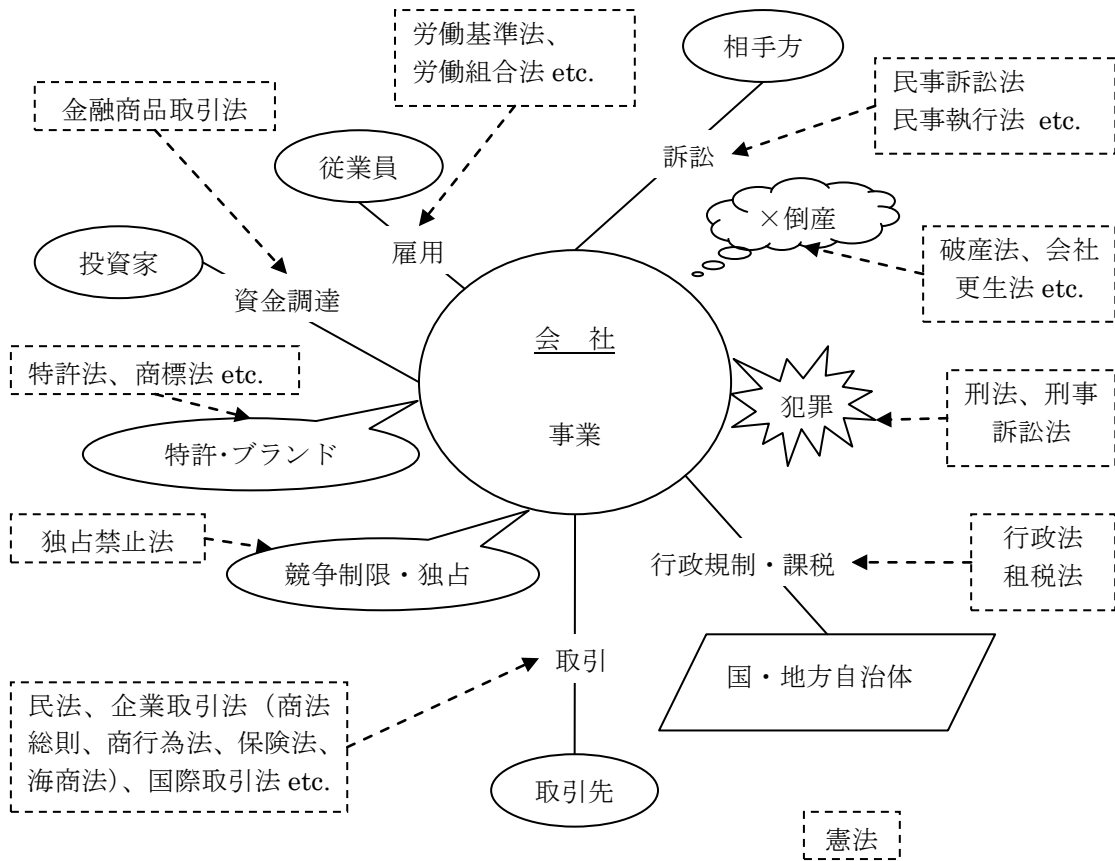 労働基準法、
労働組合法 etc.
相手方
金融商品取引法
民事訴訟法
民事執行法 etc.
従業員
訴訟
×倒産
投資家
雇用
破産法、会社
更生法 etc.
資金調達
会 社
特許法、商標法 etc.
犯罪
刑法、刑事
訴訟法
事業
特許・ブランド
独占禁止法
競争制限・独占
行政規制・課税
行政法
租税法
取引
国・地方自治体
民法、企業取引法（商法
総則、商行為法、保険法、
海商法）、国際取引法 etc.
取引先
憲法